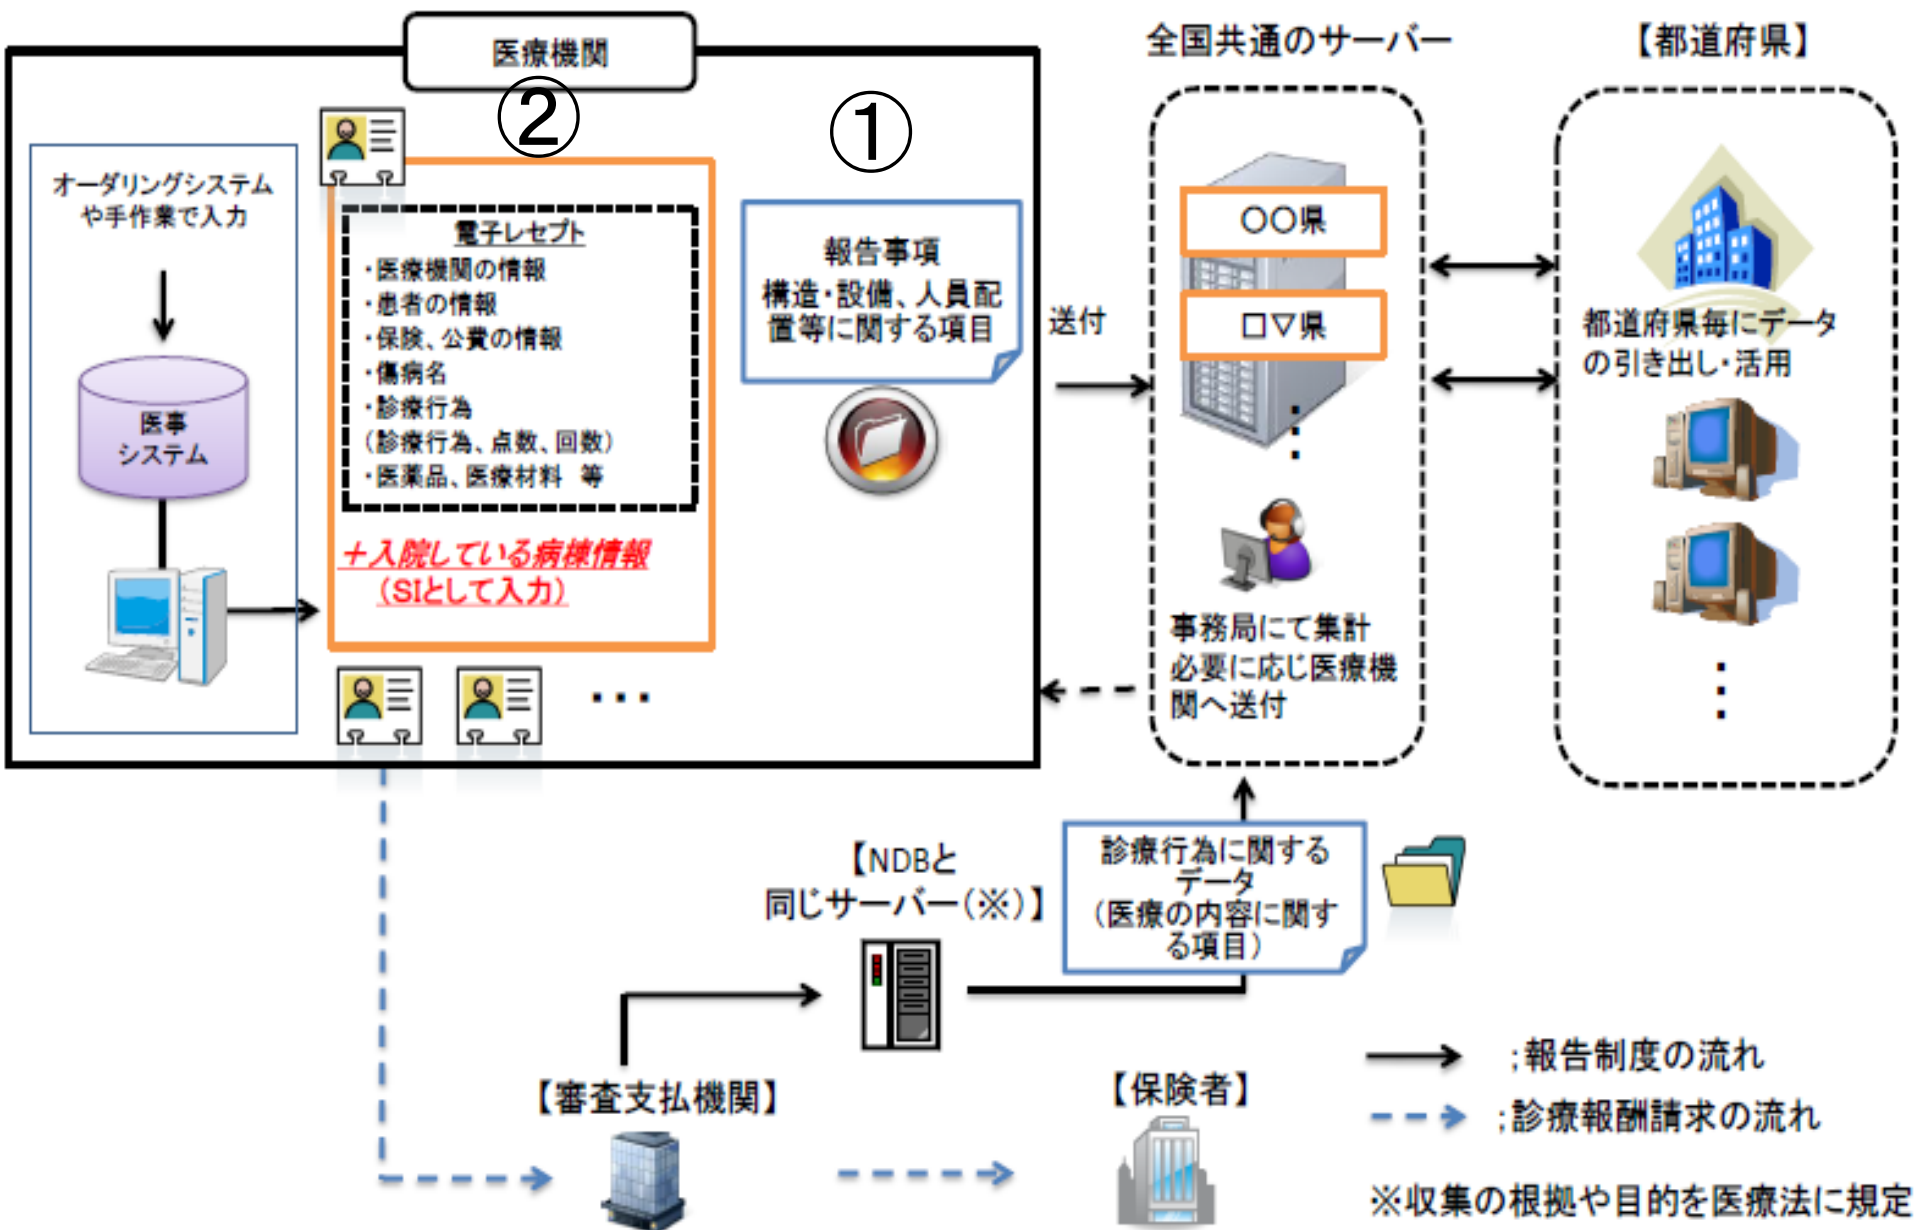 医療機関
②
①
オーダリングシステム
や手作業で入力
医事
システム
電子レセプト
・医療機関の情報
・患者の情報
・保険、公費の情報
・傷病名
・診療行為
（診療行為、点数、回数）
・医薬品、医療材料　等
＋入院している病棟情報
（SIとして入力）
・・・
報告事項
構造・設備、人員配
置等に関する項目
送付
全国共通のサーバー
〇〇県
□▽県
事務局にて集計
必要に応じ医療機
関へ送付
【都道府県】
都道府県毎にデータ
の引き出し・活用
【NDBと
同じサーバー（※）】
診療行為に関する
データ
（医療の内容に関す
る項目）
【審査支払機関】
【保険者】
;報告制度の流れ
;診療報酬請求の流れ
※収集の根拠や目的を医療法に規定